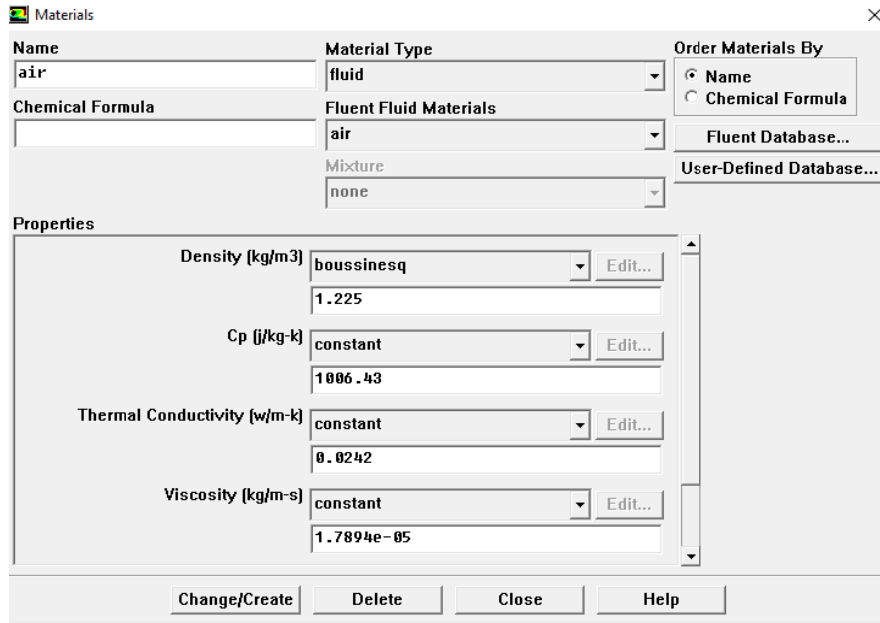 Materials
Name
air
Chemical Formula
Material Type
fluid
Fluent Fluid Materials
air
Mixture
none
Order Materials By
Name
Chemical Formula
Fluent Database...
User-Defined Database...
Properties
Density (kg/m3)
boussinesq
Edit...
1.225
Cp (j/kg-k)
constant
Edit...
1006.43
Thermal Conductivity (w/m-k)
constant
Edit...
0.0242
Viscosity (kg/m-s)
constant
Edit...
1.7894e-05
Change/Create
Delete
Close
Help